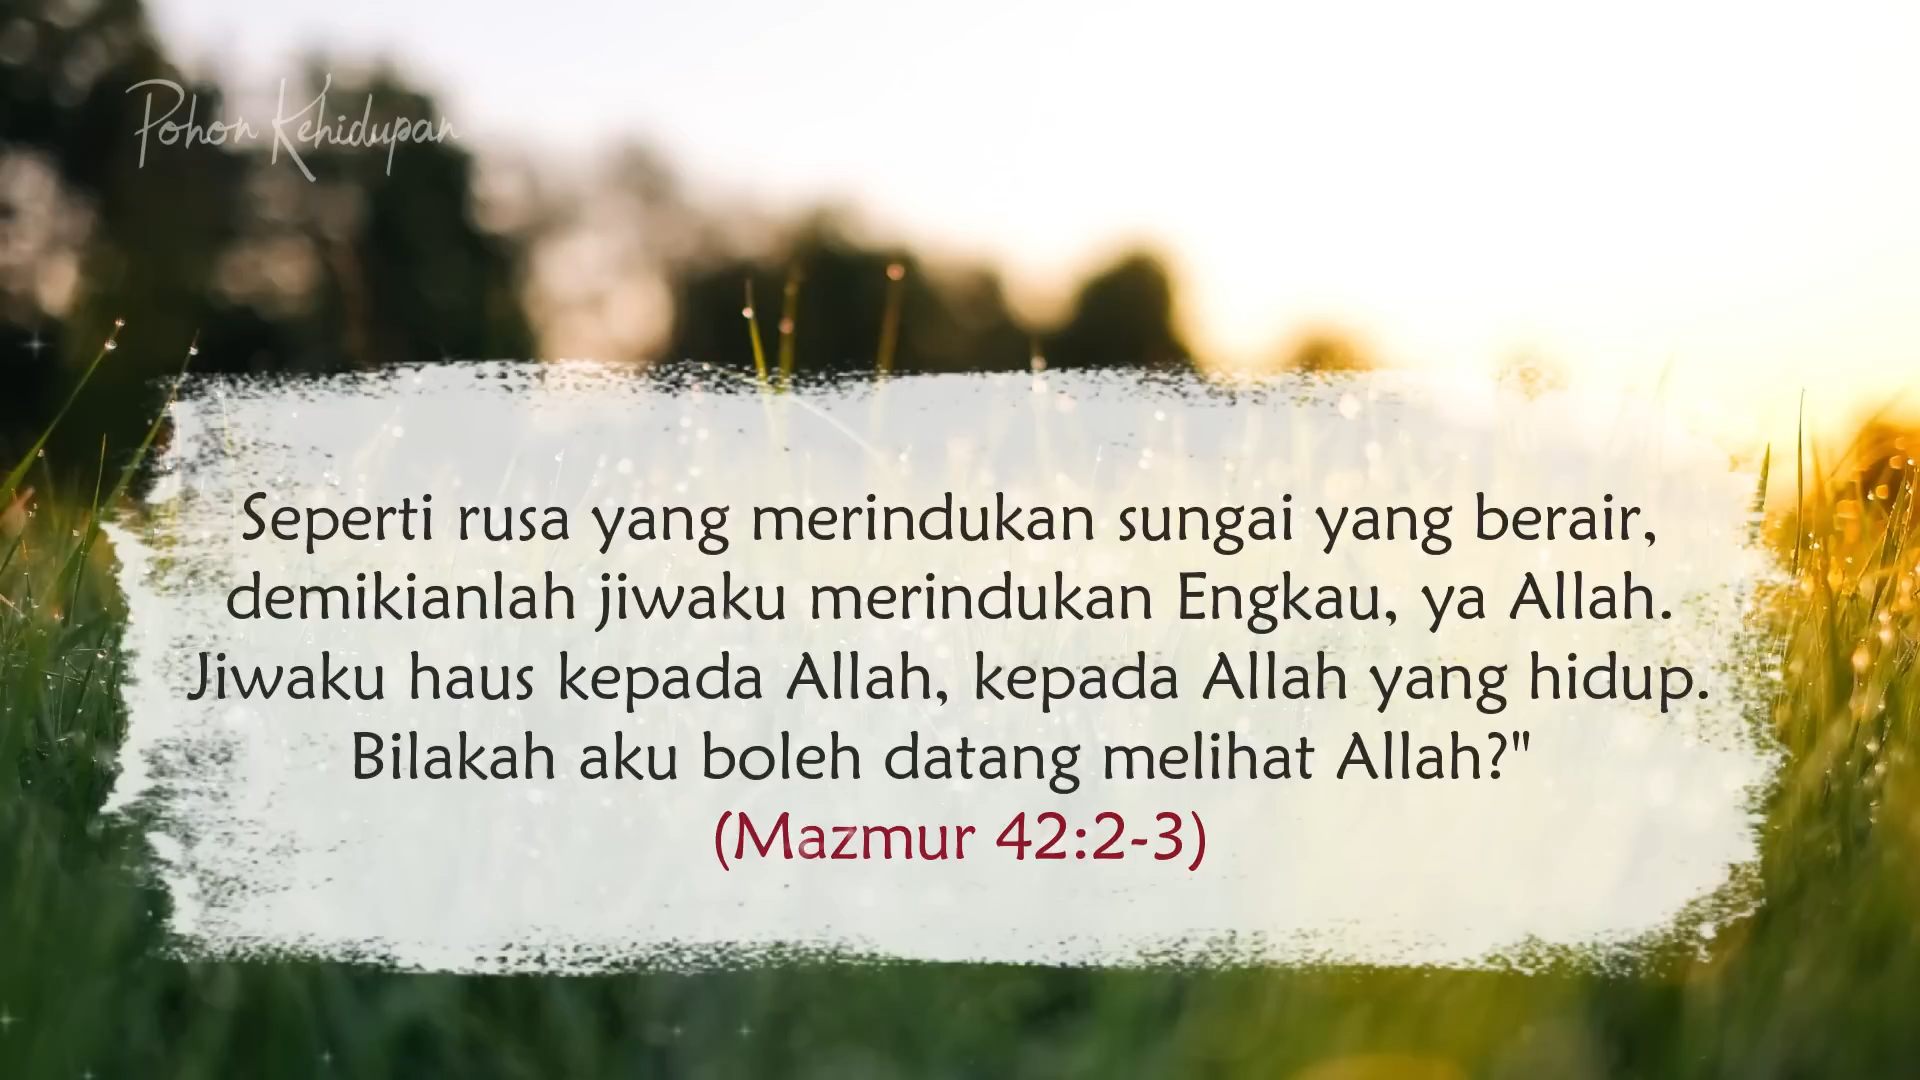 Pohon Kehidupan
Seperti rusa yang merindukan sungai yang berair,
demikianlah jiwaku merindukan Engkau, ya Allah.
Jiwaku haus kepada Allah, kepada Allah yang hidup.
Bilakah aku boleh datang melihat Allah?"
(Mazmur 42:2-3)